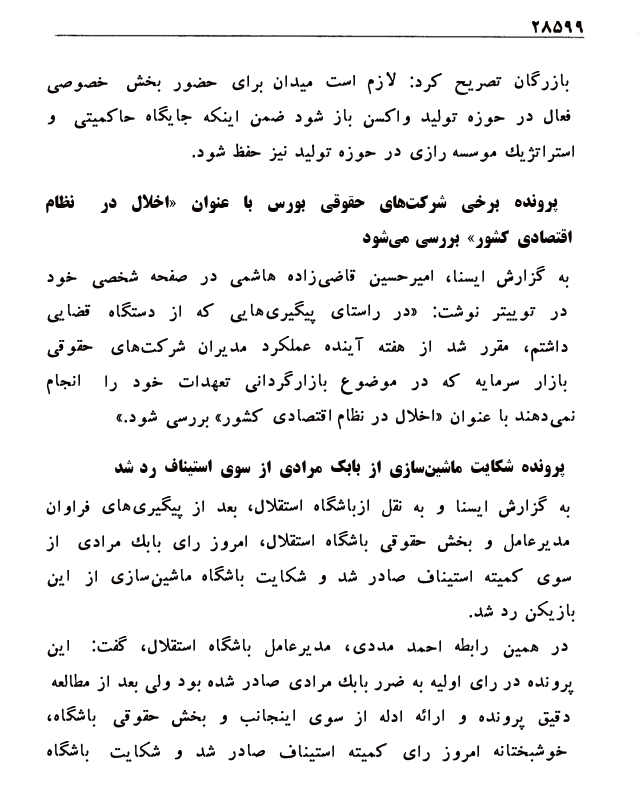 ۲۸۵۹۹
بازرگان تصریح کرد: لازم است میدان برای حضور بخش خصوصی
فعال در حوزه تولید واکسن باز شود ضمن اینکه جایگاه حاکمیتی و
استراتژیک موسسه رازی در حوزه تولید نیز حفظ شود.
پرونده برخی شرکت‌های حقوقی بورس با عنوان «اخلال در نظام
اقتصادی کشور» بررسی می‌شود
به گزارش ایسنا، امیرحسین قاضی‌زاده هاشمی در صفحه شخصی خود
در توییتر نوشت: «در راستای پیگیری‌هایی که از دستگاه قضایی
داشتم، مقرر شد از هفته آینده عملکرد مدیران شرکت‌های حقوقی
بازار سرمایه که در موضوع بازارگردانی تعهدات خود را انجام
نمی‌دهند با عنوان «اخلال در نظام اقتصادی کشور» بررسی شود.»
پرونده شکایت ماشین‌سازی از بابک مرادی از سوی استیناف رد شد
به گزارش ایسنا و به نقل ازباشگاه استقلال، بعد از پیگیری‌های فراوان
مدیرعامل و بخش حقوقی باشگاه استقلال، امروز رای بابک مرادی از
سوی کمیته استیناف صادر شد و شکایت باشگاه ماشین‌سازی از این
بازیکن رد شد.
در همین رابطه احمد مددی، مدیرعامل باشگاه استقلال، گفت: این
پرونده در رای اولیه به ضرر بابک مرادی صادر شده بود ولی بعد از مطالعه
دقیق پرونده و ارائه ادله از سوی اینجانب و بخش حقوقی باشگاه،
خوشبختانه امروز رای کمیته استیناف صادر شد و شکایت باشگاه